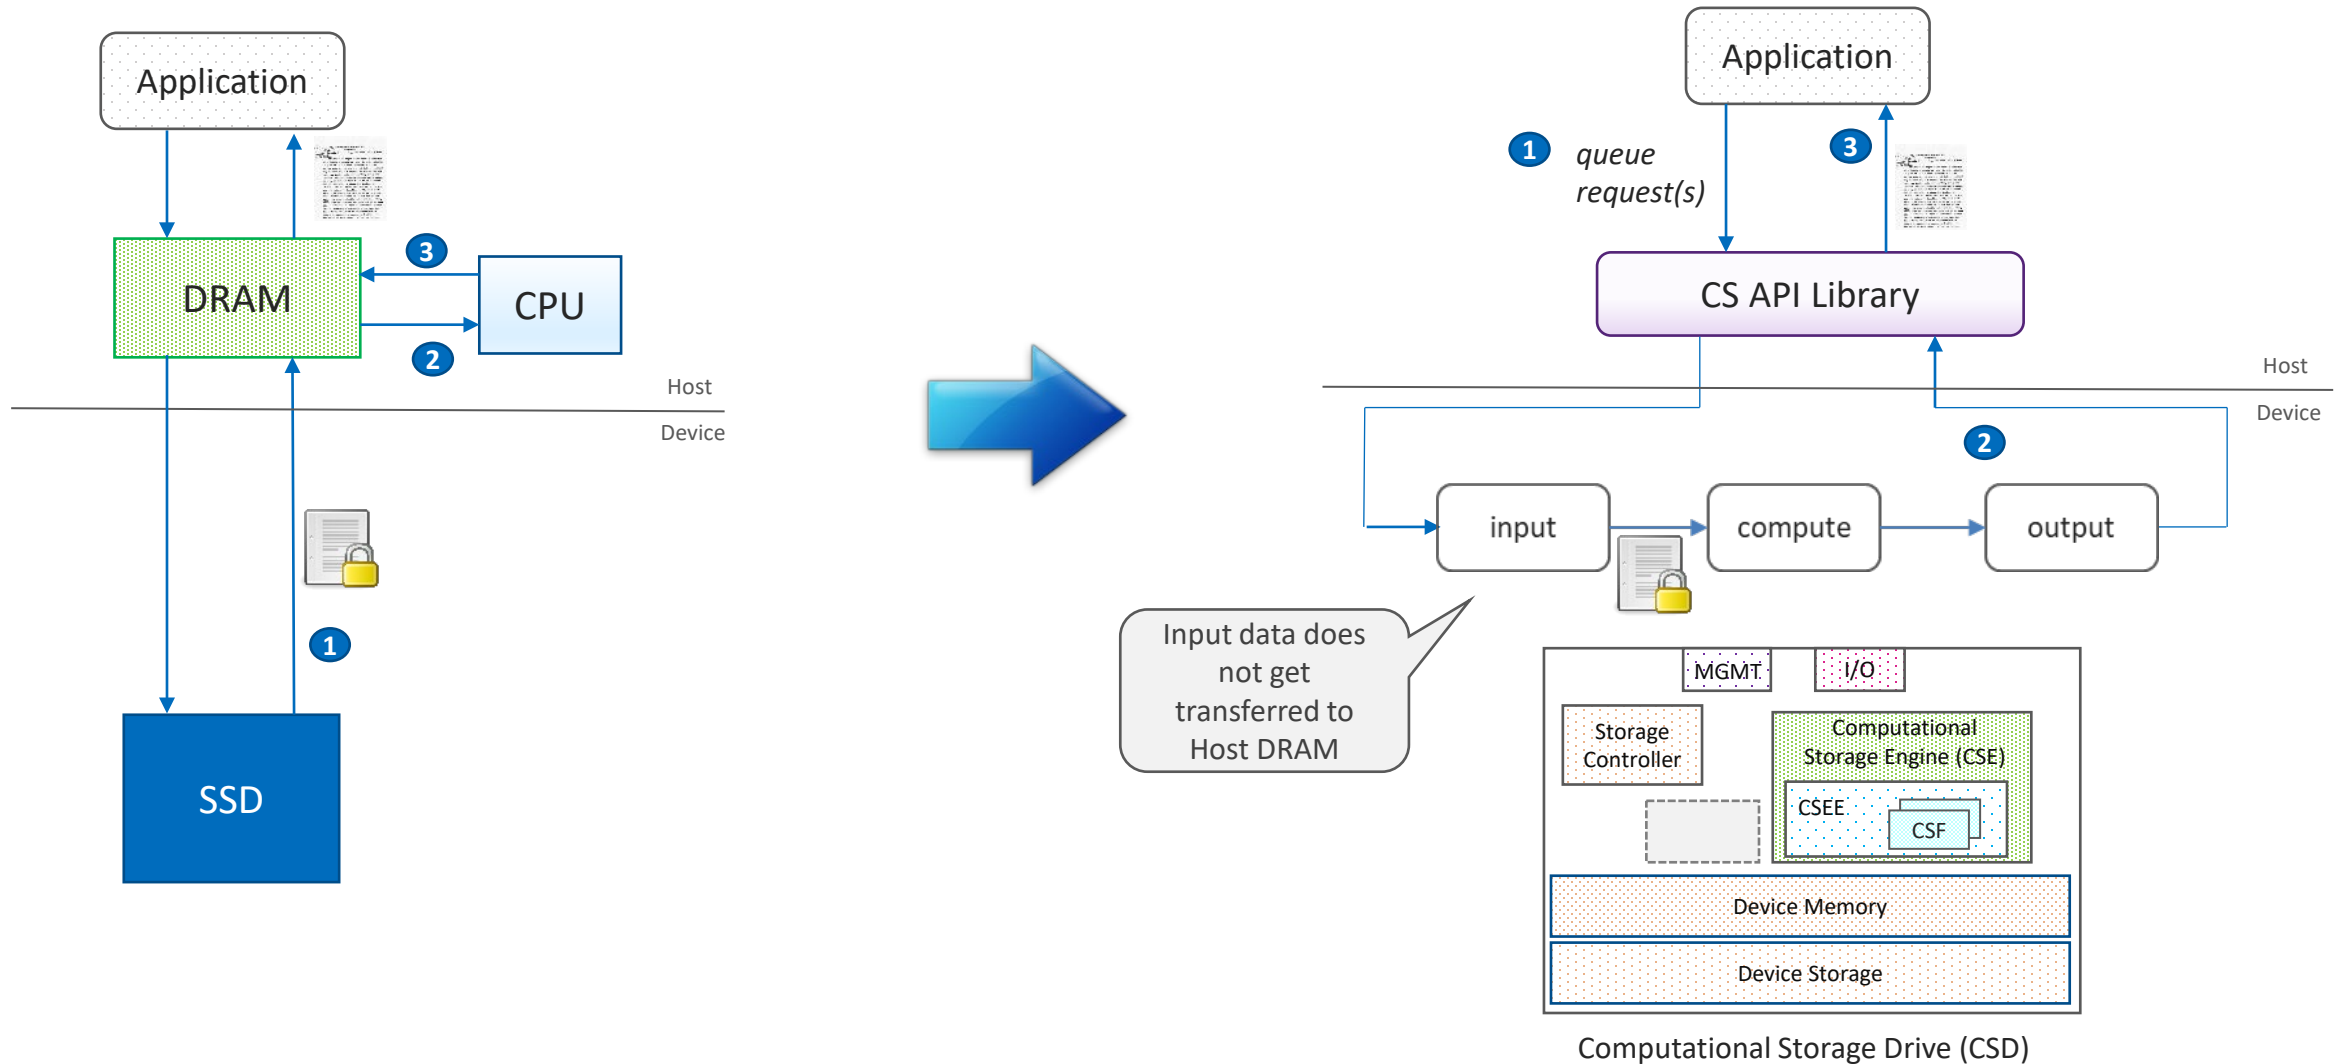 Application
3
DRAM
CPU
2
Host
Device
1
SSD
Application
1
queue
request(s)
3
CS API Library
Host
Device
2
input
compute
output
Input data does
not get
transferred to
Host DRAM
MGMT
I/O
Storage
Controller
Computational
Storage Engine (CSE)
CSEE
CSF
Device Memory
Device Storage
Computational Storage Drive (CSD)